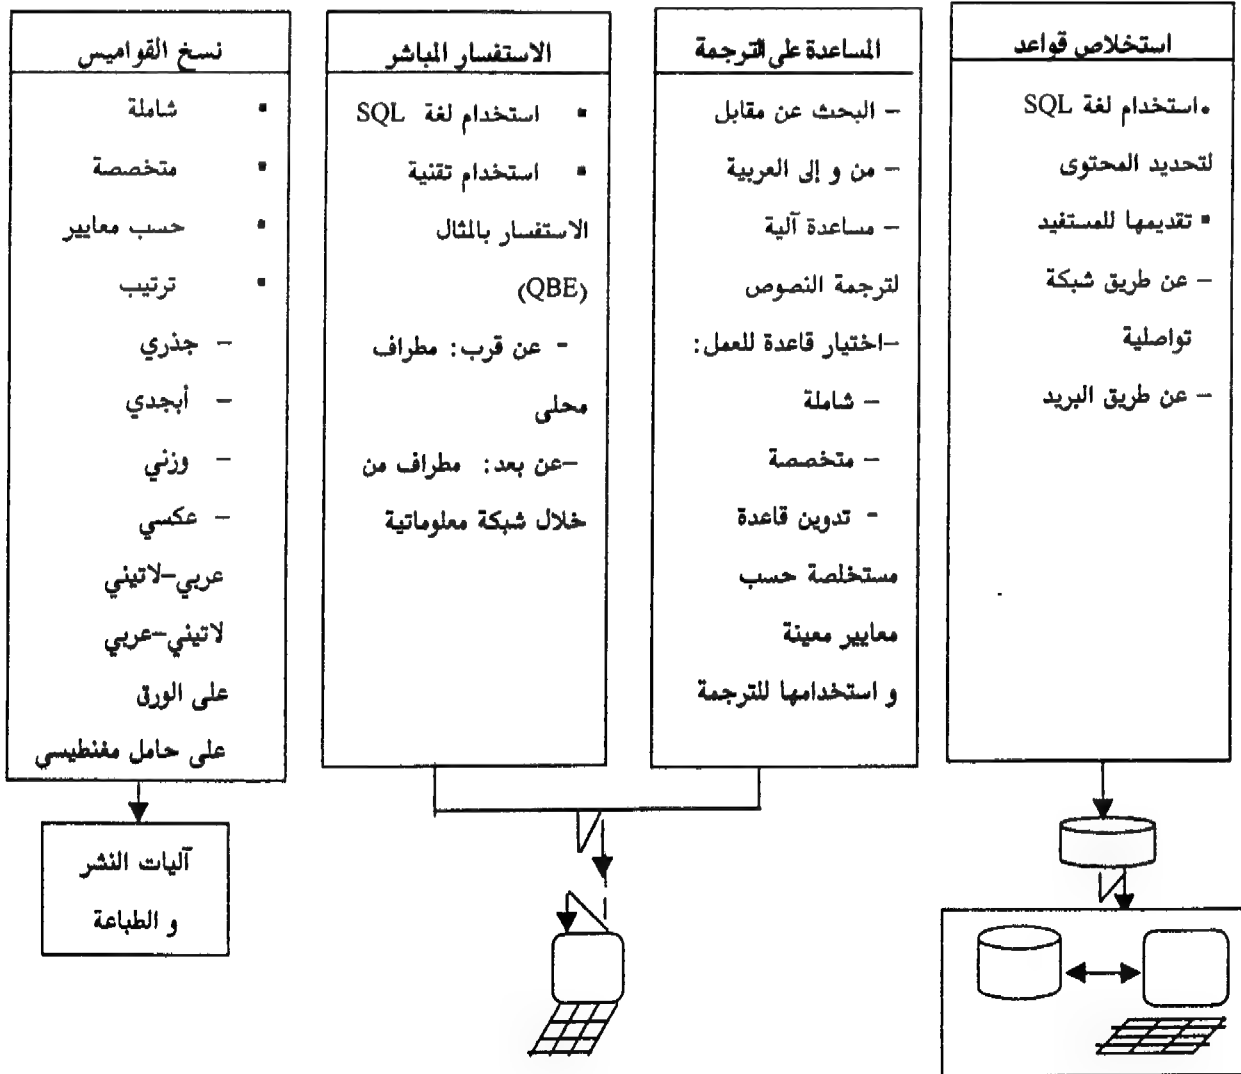 استخلاص قواعد
• استخدام لغة SQL
لتحديد المحتوى
▪ تقديمها للمستفيد
– عن طريق شبكة
تواصلية
– عن طريق البريد
المساعدة على الترجمة
– البحث عن مقابل
– من و إلى العربية
– مساعدة آلية
لترجمة النصوص
–اختيار قاعدة للعمل:
– شاملة
– متخصصة
- تدوين قاعدة
مستخلصة حسب
معايير معينة
و استخدامها للترجمة
الاستفسار المباشر
▪ استخدام لغة SQL
▪ استخدام تقنية
الاستفسار بالمثال
(QBE)
- عن قرب: مطراف
محلى
–عن بعد: مطراف من
خلال شبكة معلوماتية
نسخ القواميس
▪ شاملة
▪ متخصصة
▪ حسب معايير
▪ ترتيب
– جذري
– أبجدي
– وزني
– عكسي
عربي–لاتيني
لاتيني–عربي
على الورق
على حامل مغنطيسي
آليات النشر
و الطباعة